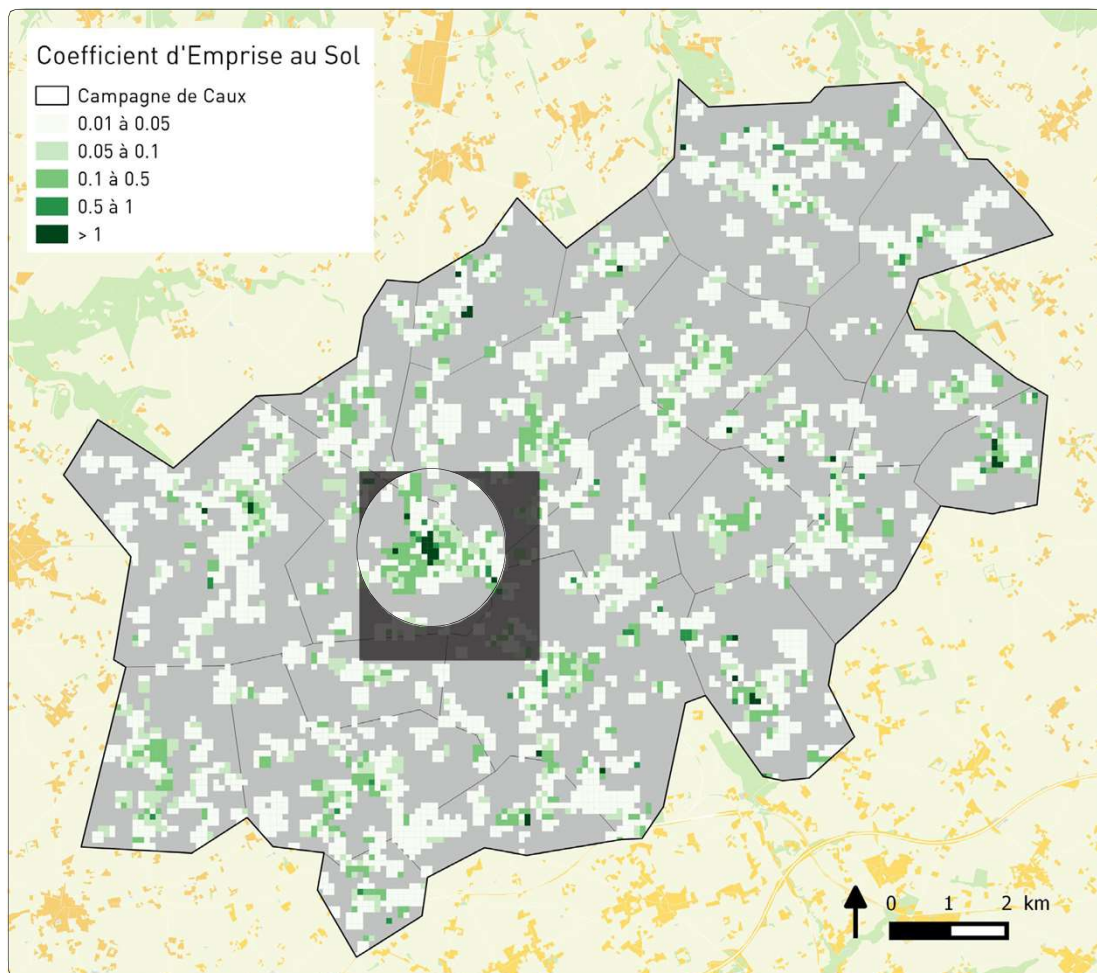 Coefficient d'Emprise au Sol
Campagne de Caux
0.01 à 0.05
0.05 à 0.1
0.1 à 0.5
0.5 à 1
> 1
0 1 2 km